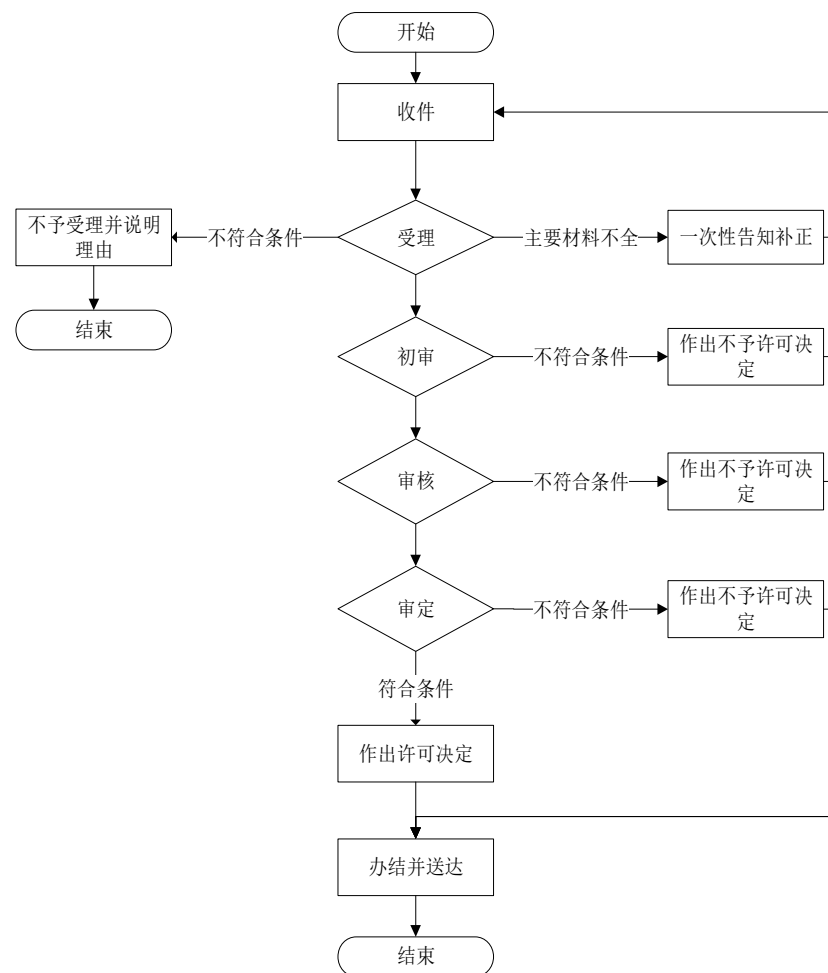 开始
收件
不予受理并说明
理由
不符合条件
受理
主要材料不全
一次性告知补正
结束
初审
不符合条件
作出不予许可决
定
审核
不符合条件
作出不予许可决
定
审定
不符合条件
作出不予许可决
定
符合条件
作出许可决定
办结并送达
结束